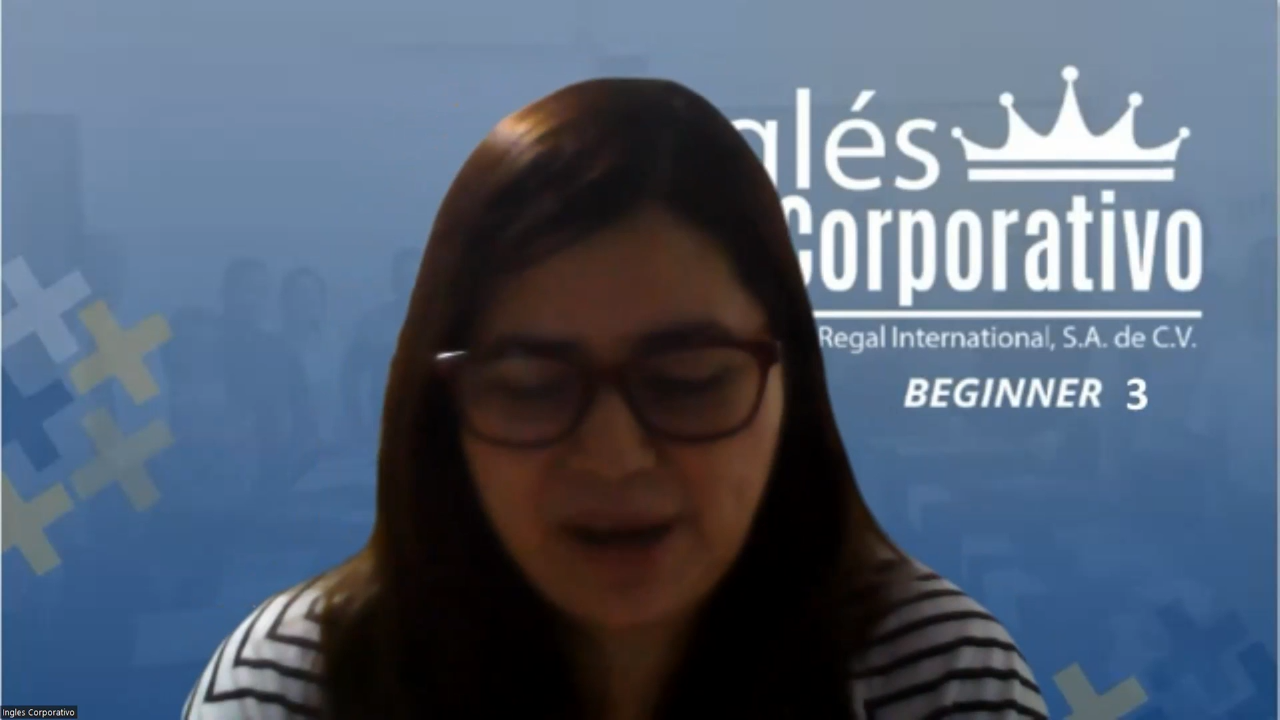 glés
Corporativo
Regal International, S.A. de C.V.
BEGINNER 3
Ingles Corporativo